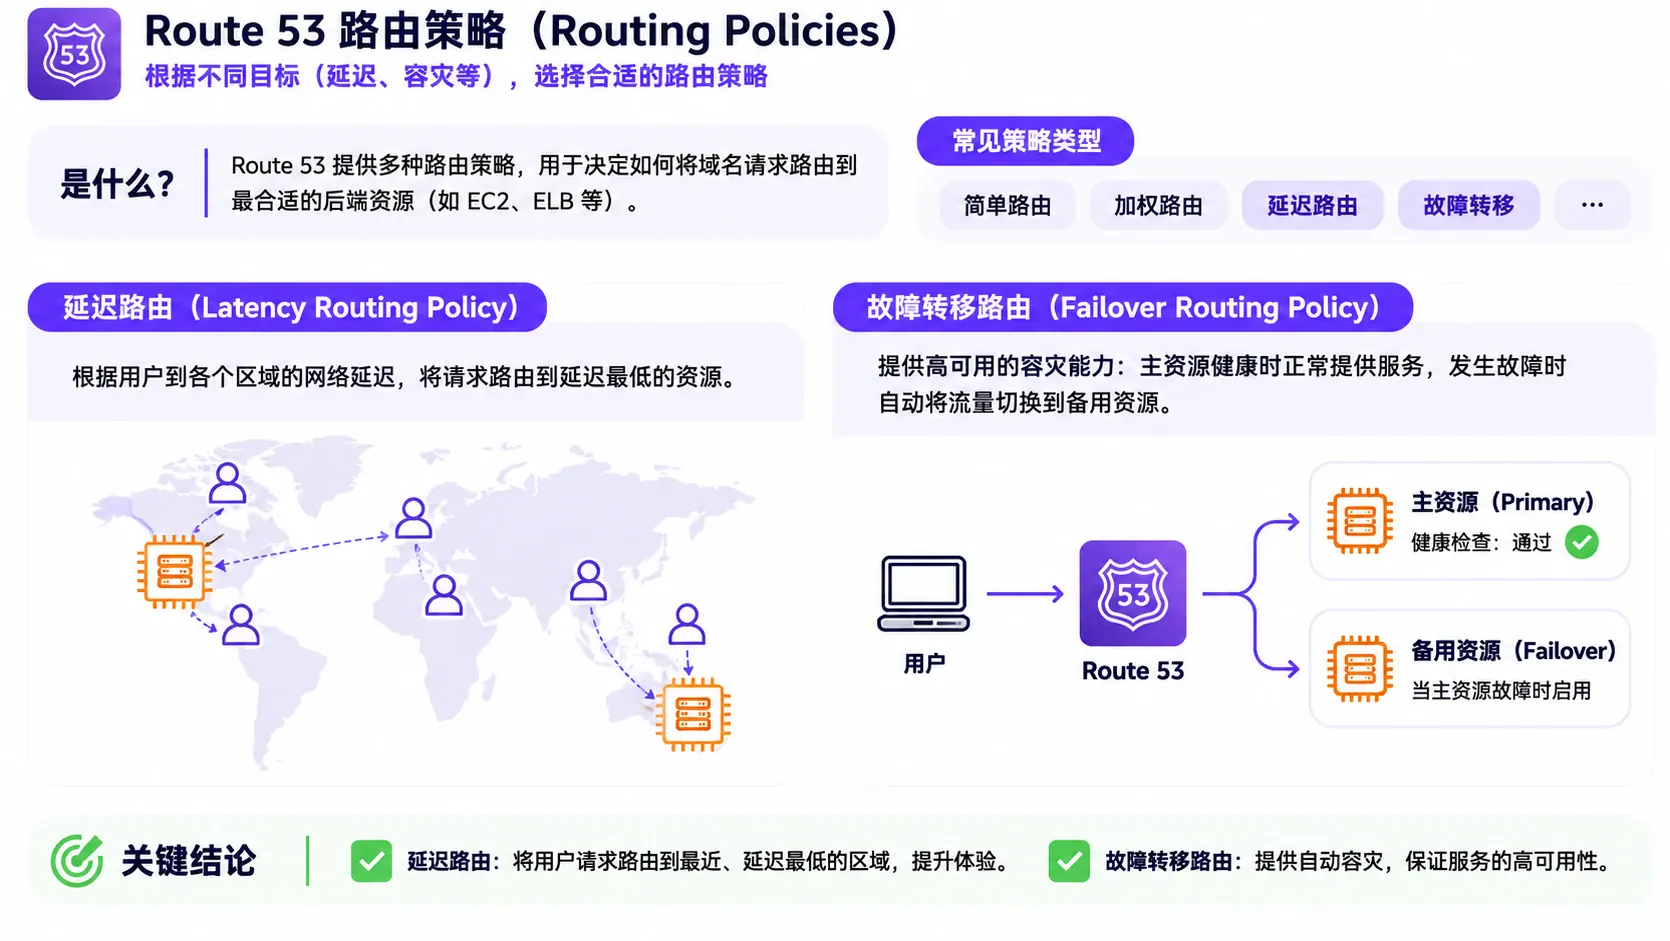 53
Route 53 路由策略（Routing Policies）
根据不同目标（延迟、容灾等），选择合适的路由策略
是什么？
Route 53 提供多种路由策略，用于决定如何将域名请求路由到
最合适的后端资源（如 EC2、ELB 等）。
常见策略类型
简单路由
加权路由
延迟路由
故障转移
...
延迟路由（Latency Routing Policy）
根据用户到各个区域的网络延迟，将请求路由到延迟最低的资源。
故障转移路由（Failover Routing Policy）
提供高可用的容灾能力：主资源健康时正常提供服务，发生故障时
自动将流量切换到备用资源。
用户
53
Route 53
主资源（Primary）
健康检查：通过
备用资源（Failover）
当主资源故障时启用
关键结论
延迟路由：将用户请求路由到最近、延迟最低的区域，提升体验。
故障转移路由：提供自动容灾，保证服务的高可用性。